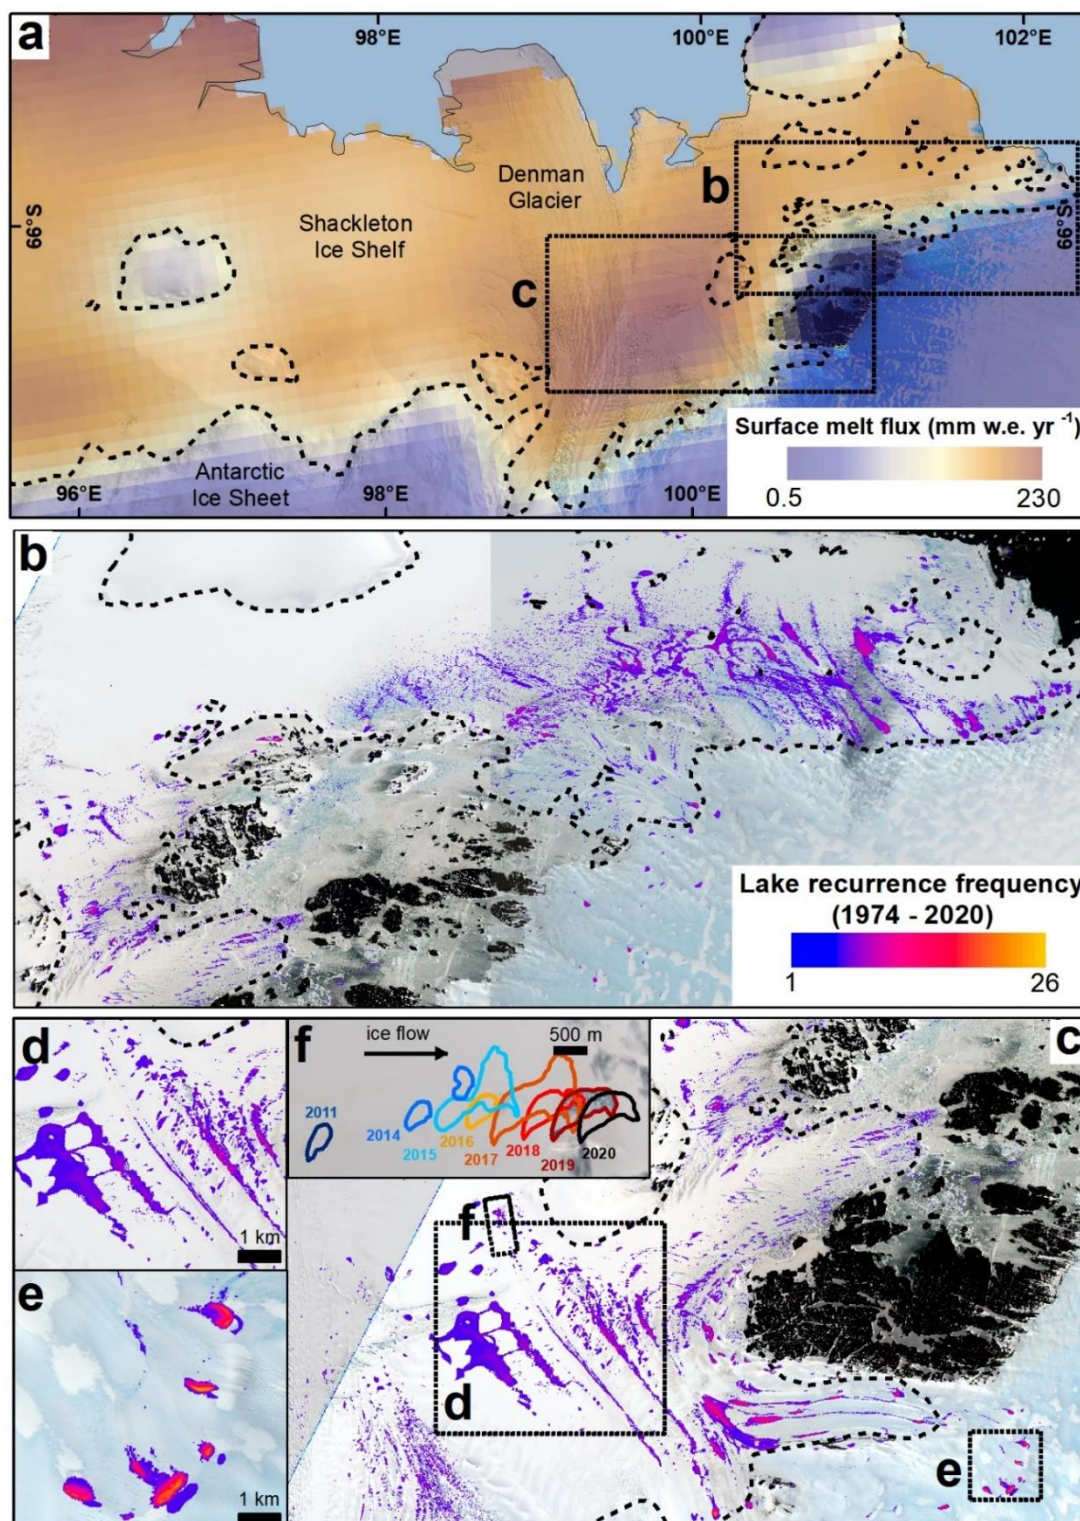 a
98°E
100°E
102°E
Denman
Glacier
b
66°S
Shackleton
Ice Shelf
66°S
c
Surface melt flux (mm w.e. yr -1)
0.5
230
Antarctic
Ice Sheet
96°E
98°E
100°E
b
Lake recurrence frequency
(1974 - 2020)
1
26
d
1 km
f
ice flow
500 m
2011
2014
2015
2016
2017
2018
2019
2020
c
f
d
e
e
1 km